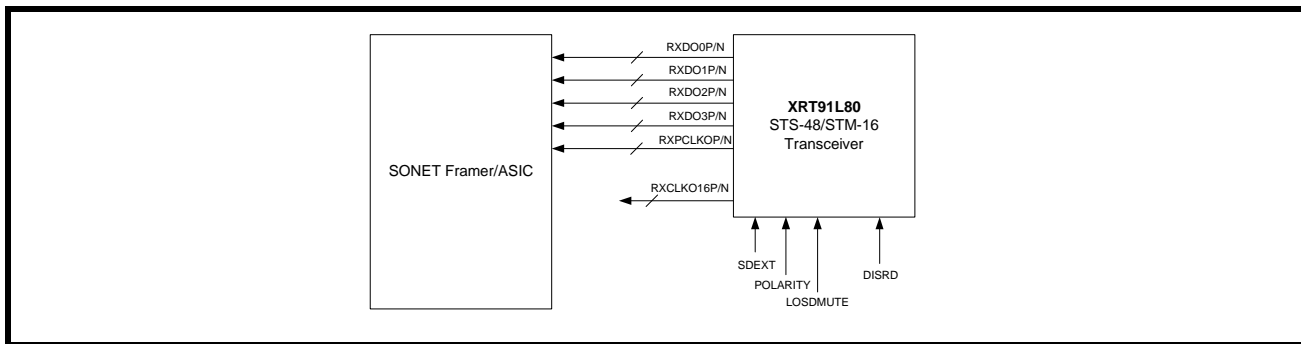 SONET Framer/ASIC
RXDO0P/N
RXDO1P/N
RXDO2P/N
RXDO3P/N
RXPCLKOP/N
RXCLKO16P/N
XRT91L80
STS-48/STM-16
Transceiver
SDEXT
POLARITY
LOSDMUTE
DISRD